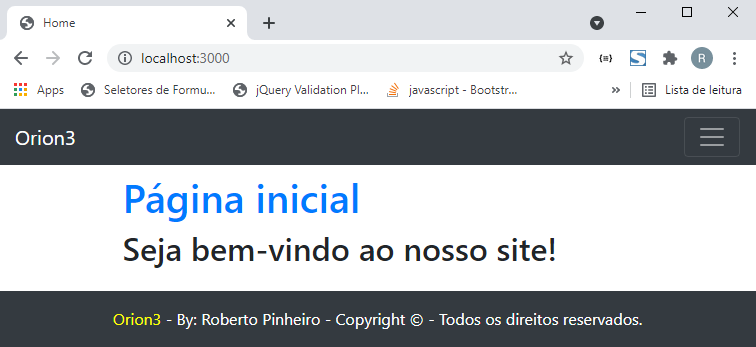 Home
localhost:3000
Apps Seletores de Formu... jQuery Validation Pl... javascript - Bootstr... » Lista de leitura
R
Orion3
Página inicial
Seja bem-vindo ao nosso site!
Orion3 - By: Roberto Pinheiro - Copyright © - Todos os direitos reservados.